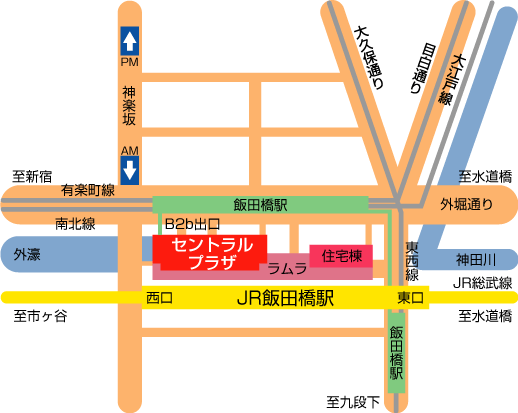 PM
神楽坂
AM
大久保通り
目白通り
大江戸線
至新宿
至水道橋
有楽町線
飯田橋駅
外堀通り
南北線
B2b出口
外濠
セントラル
プラザ
ラムラ
住宅棟
東西線
神田川
JR総武線
西口
JR飯田橋駅
東口
至市ヶ谷
至水道橋
飯田橋駅
至九段下